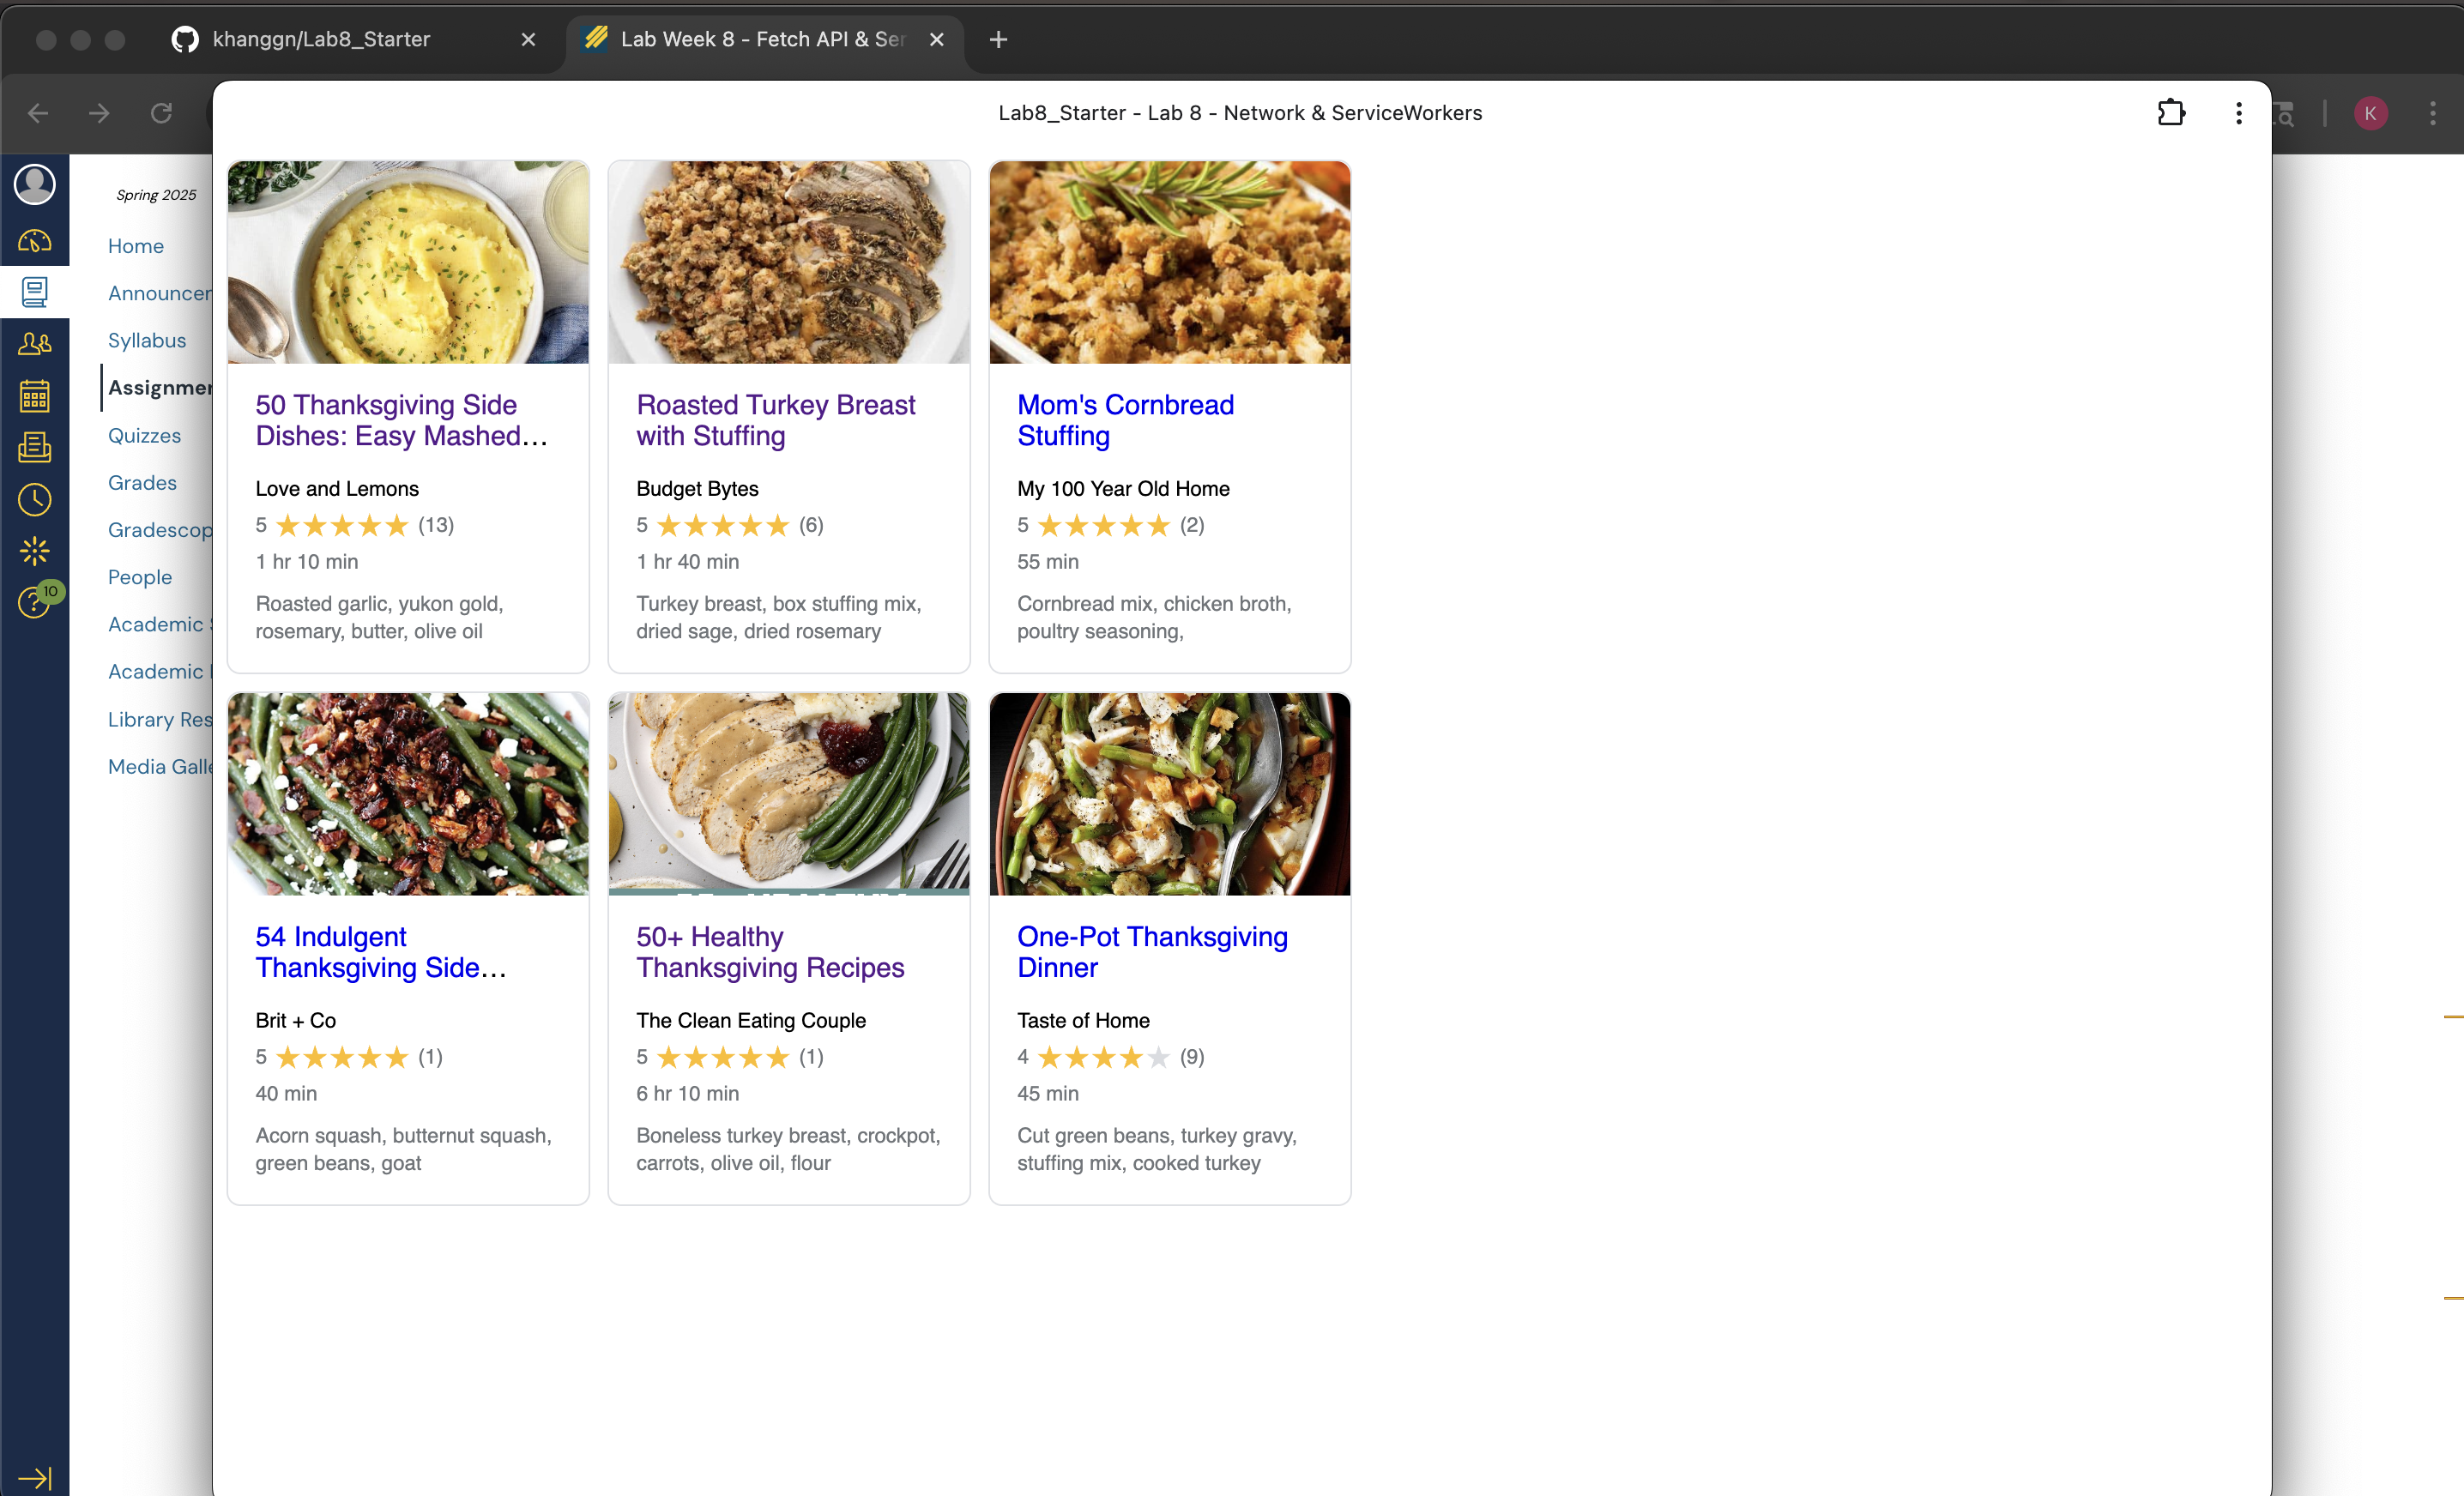 khanggn/Lab8_Starter
Lab Week 8 - Fetch API & Ser
Lab8_Starter - Lab 8 - Network & ServiceWorkers
K
Spring 2025
Home
Announcer
Syllabus
Assignmer
Quizzes
Grades
Gradescop
People
Academic S
Academic
Library Res
Media Galle
10
50 Thanksgiving Side
Dishes: Easy Mashed...
Love and Lemons
5 ★★★★★ (13)
1 hr 10 min
Roasted garlic, yukon gold,
rosemary, butter, olive oil
Roasted Turkey Breast
with Stuffing
Budget Bytes
5 ★★★★★ (6)
1 hr 40 min
Turkey breast, box stuffing mix,
dried sage, dried rosemary
Mom's Cornbread
Stuffing
My 100 Year Old Home
5 ★★★★★ (2)
55 min
Cornbread mix, chicken broth,
poultry seasoning,
54 Indulgent
Thanksgiving Side...
Brit + Co
5 ★★★★★ (1)
40 min
Acorn squash, butternut squash,
green beans, goat
50+ Healthy
Thanksgiving Recipes
The Clean Eating Couple
5 ★★★★★ (1)
6 hr 10 min
Boneless turkey breast, crockpot,
carrots, olive oil, flour
One-Pot Thanksgiving
Dinner
Taste of Home
4 ★★★★★ (9)
45 min
Cut green beans, turkey gravy,
stuffing mix, cooked turkey